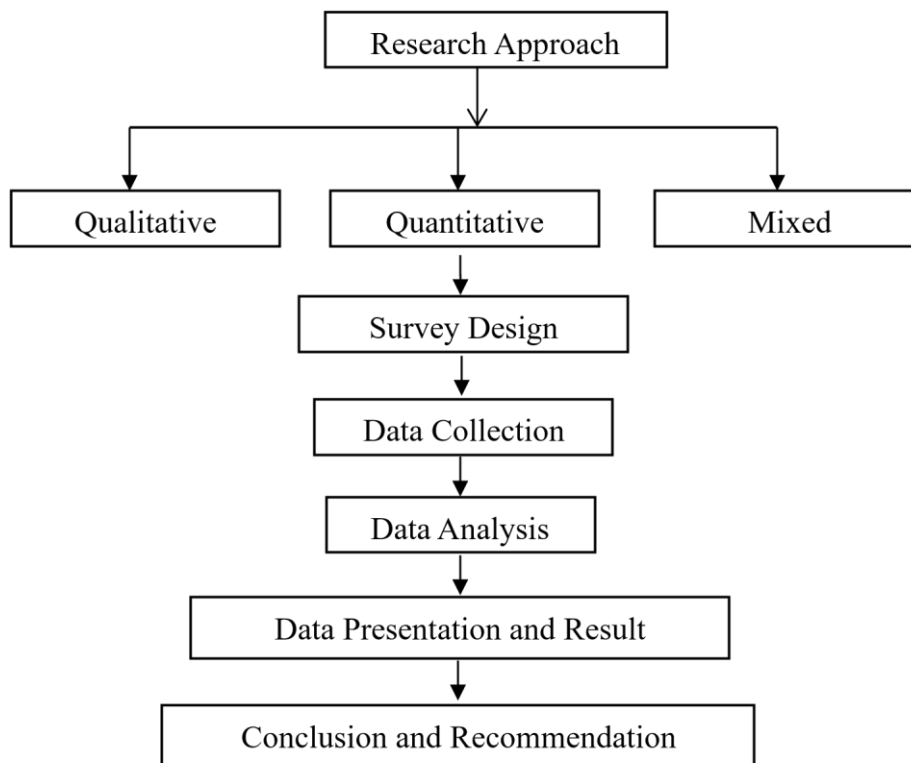 Research Approach
Qualitative
Quantitative
Mixed
Survey Design
Data Collection
Data Analysis
Data Presentation and Result
Conclusion and Recommendation